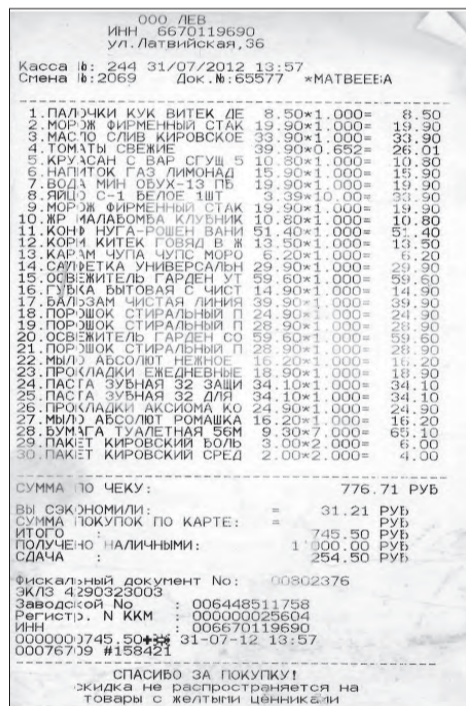 ООО ЛЕВ
ИНН 6670119690
ул.Латвийская,36
Касса №: 244 31/07/2012 13:57
Смена №:2069 Док.№:65577 *МАТВЕЕВА
1.ПАЛОЧКИ КУК ВИТЕК ДЕ 8.50*1.000= 8.50
2.МОРОЖ ФИРМЕННЫЙ СТАК 19.90*1.000= 19.90
3.МАСЛО СЛИВ КИРОВСКОЕ 33.90*1.000= 33.90
4.ТОМАТЫ СВЕЖИЕ 39.90*0.652= 26.01
5.КРУАСАН С ВАР СГУЩ 5 10.80*1.000= 10.80
6.НАПИТОК ГАЗ ЛИМОНАД 15.90*1.000= 15.90
7.ВОДА МИН ОБУХ-13 ПБ 19.90*1.000= 19.90
8.ЯЙЦО С-1 БЕЛОЕ 1ШТ 3.39*10.00= 33.90
9.МОРОЖ ФИРМЕННЫЙ СТАК 19.90*1.000= 19.90
10.ЖР МАЛАБОМБА КЛУБНИК 10.80*1.000= 10.80
11.КОНФ НУГА-РОШЕН ВАНИ 51.40*1.000= 51.40
12.КОРМ КИТЕК ГОВЯД В Ж 13.50*1.000= 13.50
13.КАРАМ ЧУПА ЧУПС МОРО 6.20*1.000= 6.20
14.САЛФЕТКА УНИВЕРСАЛЬН 29.90*1.000= 29.90
15.ОСВЕЖИТЕЛЬ ГАРДЕН УТ 59.60*1.000= 59.60
16.ГУБКА БЫТОВАЯ С ЧИСТ 14.90*1.000= 14.90
17.БАЛЬЗАМ ЧИСТАЯ ЛИНИЯ 39.90*1.000= 39.90
18.ПОРОШОК СТИРАЛЬНЫЙ П 24.90*1.000= 24.90
19.ПОРОШОК СТИРАЛЬНЫЙ П 28.90*1.000= 28.90
20.ОСВЕЖИТЕЛЬ ГАРДЕН СО 59.60*1.000= 59.60
21.ПОРОШОК СТИРАЛЬНЫЙ П 28.90*1.000= 28.90
22.МЫЛО АБСОЛЮТ НЕЖНОЕ 16.20*1.000= 16.20
23.ПРОКЛАДКИ ЕЖЕДНЕВНЫЕ 18.90*1.000= 18.90
24.ПАСТА ЗУБНАЯ 32 ЗАЩИ 34.10*1.000= 34.10
25.ПАСТА ЗУБНАЯ 32 ДЛЯ 34.10*1.000= 34.10
26.ПРОКЛАДКИ АКСИОМА КО 24.90*1.000= 24.90
27.МЫЛО АБСОЛЮТ РОМАШКА 16.20*1.000= 16.20
28.БУМАГА ТУАЛЕТНАЯ 56М 9.30*7.000= 65.10
29.ПАКЕТ КИРОВСКИЙ БОЛЬ 3.00*2.000= 6.00
30.ПАКЕТ КИРОВСКИЙ СРЕД 2.00*2.000= 4.00
СУММА ПО ЧЕКУ: 776.71 РУБ
ВЫ СЭКОНОМИЛИ: = 31.21 РУБ
СУММА ПОКУПОК ПО КАРТЕ: = РУБ
ИТОГО : 745.50 РУБ
ПОЛУЧЕНО НАЛИЧНЫМИ: 1'000.00 РУБ
СДАЧА : 254.50 РУБ
Фискальный документ No: 00802376
ЭКЛЗ 4290323003
Заводской No : 006448511758
Регистр. N ККМ : 000000025604
ИНН : 006670119690
0000000745.50 31-07-12 13:57
00076709 #158421
СПАСИБО ЗА ПОКУПКУ!
скидка не распространяется на
товары с желтыми ценниками